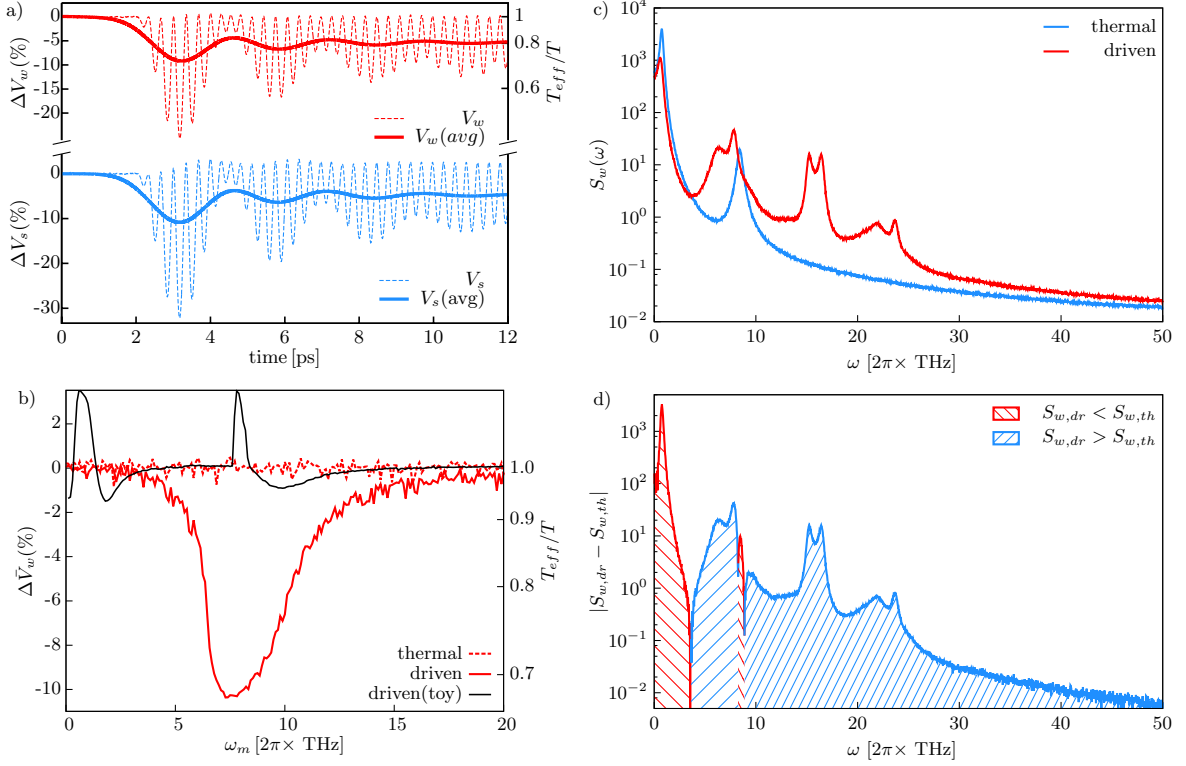 a)
ΔV_w(%)
0
-5
-10
-15
-20
1
0.8
0.6
T_eff/T
V_w
V_w(avg)
ΔV_s(%)
0
-10
-20
-30
V_s
V_s(avg)
0 2 4 6 8 10 12
time [ps]
b)
ΔV̄_w(%)
2
0
-2
-4
-6
-8
-10
1.0
0.9
0.8
0.7
T_eff/T
thermal
driven
driven(toy)
0 5 10 15 20
ω_m [2π× THz]
c)
S_w(ω)
10^4
10^3
10^2
10^1
10^0
10^-1
10^-2
thermal
driven
0 10 20 30 40 50
ω [2π× THz]
d)
|S_w,dr − S_w,th|
10^3
10^2
10^1
10^0
10^-1
10^-2
S_w,dr < S_w,th
S_w,dr > S_w,th
0 10 20 30 40 50
ω [2π× THz]